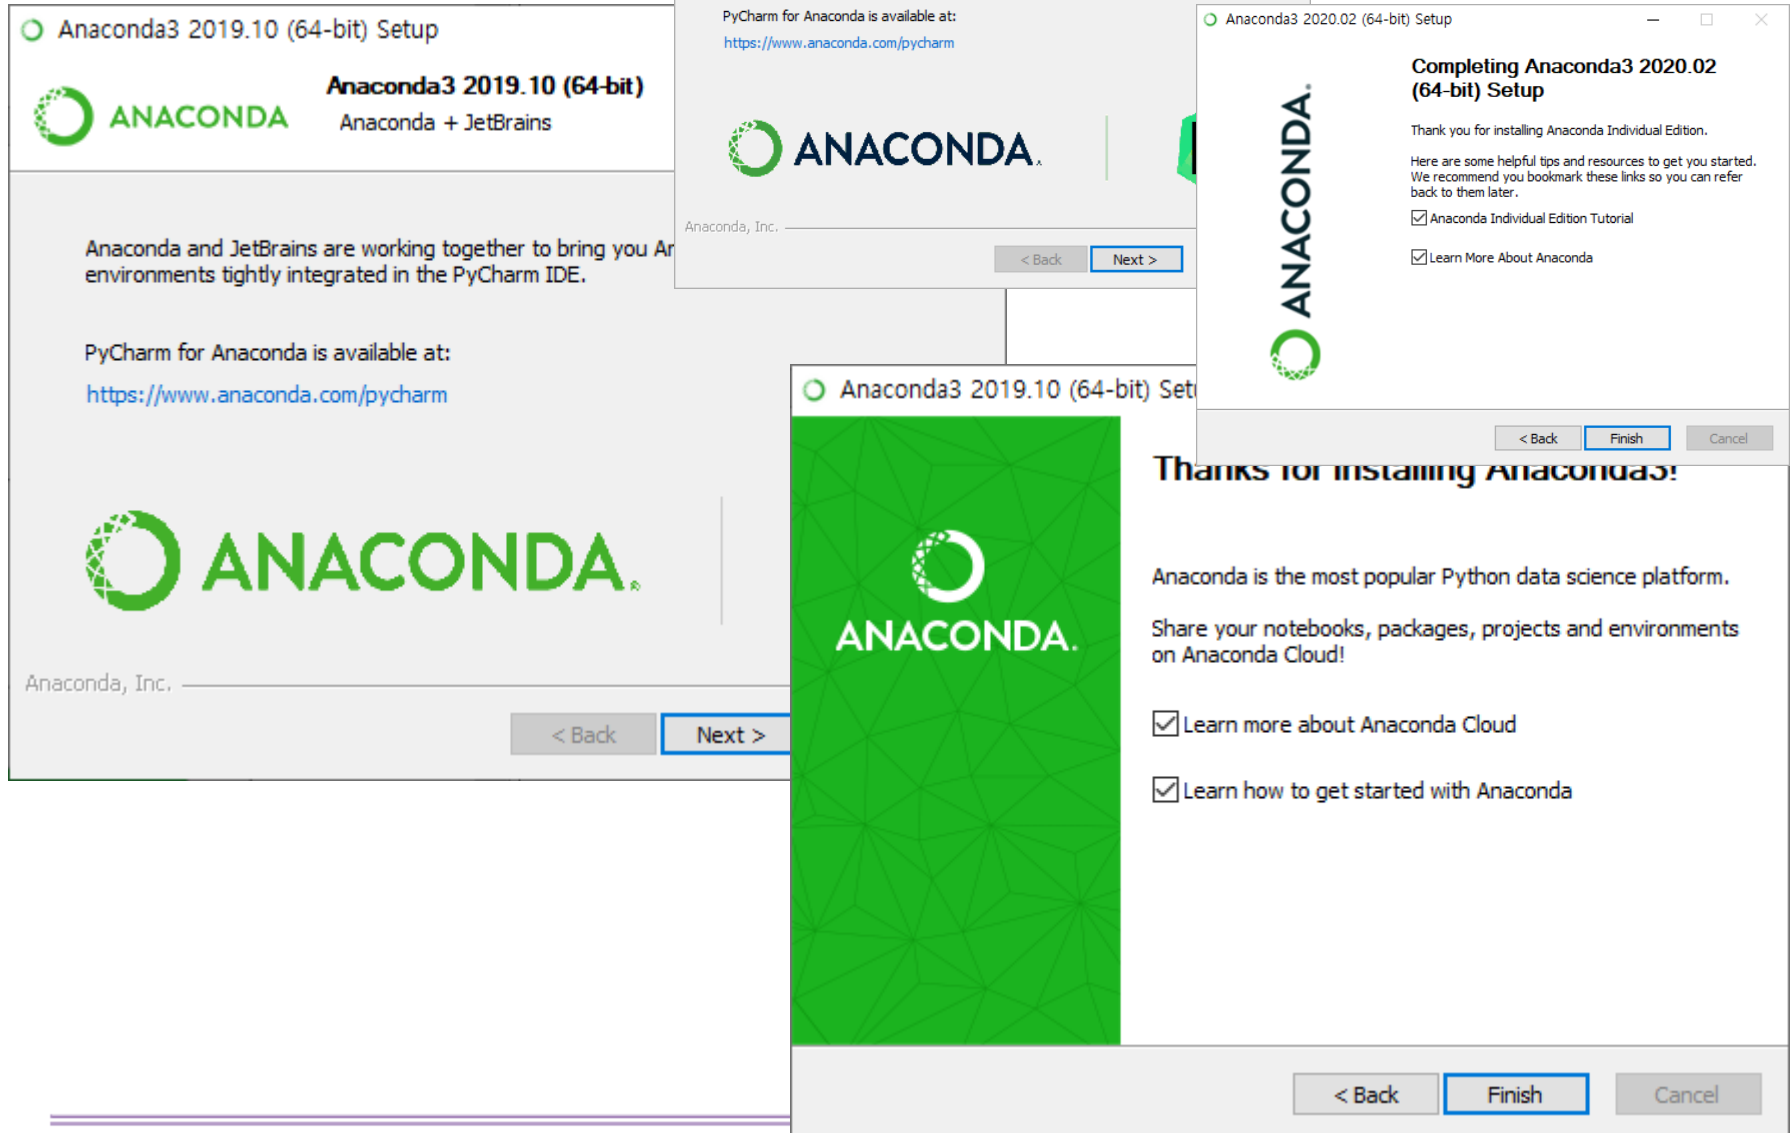 Anaconda3 2019.10 (64-bit) Setup
ANACONDA
Anaconda3 2019.10 (64-bit)
Anaconda + JetBrains
Anaconda and JetBrains are working together to bring you
environments tightly integrated in the PyCharm IDE.
PyCharm for Anaconda is available at:
https://www.anaconda.com/pycharm
ANACONDA
Anaconda, Inc.
< Back
Next >
PyCharm for Anaconda is available at:
https://www.anaconda.com/pycharm
ANACONDA
Anaconda, Inc.
< Back
Next >
Anaconda3 2020.02 (64-bit) Setup
ANACONDA
Completing Anaconda3 2020.02
(64-bit) Setup
Thank you for installing Anaconda Individual Edition.
Here are some helpful tips and resources to get you started.
We recommend you bookmark these links so you can refer
back to them later.
Anaconda Individual Edition Tutorial
Learn More About Anaconda
< Back
Finish
Cancel
Anaconda3 2019.10 (64-bit)
ANACONDA
Thanks for installing Anaconda3!
Anaconda is the most popular Python data science platform.
Share your notebooks, packages, projects and environments
on Anaconda Cloud!
Learn more about Anaconda Cloud
Learn how to get started with Anaconda
< Back
Finish
Cancel